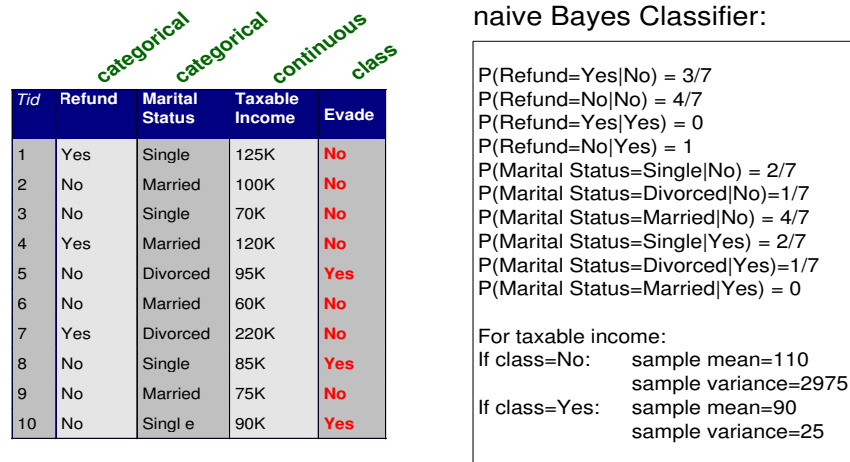 categorical categorical continuous class
Tid Refund Marital Status Taxable Income Evade
1 Yes Single 125K No
2 No Married 100K No
3 No Single 70K No
4 Yes Married 120K No
5 No Divorced 95K Yes
6 No Married 60K No
7 Yes Divorced 220K No
8 No Single 85K Yes
9 No Married 75K No
10 No Singl e 90K Yes
naive Bayes Classifier:
P(Refund=Yes|No) = 3/7
P(Refund=No|No) = 4/7
P(Refund=Yes|Yes) = 0
P(Refund=No|Yes) = 1
P(Marital Status=Single|No) = 2/7
P(Marital Status=Divorced|No)=1/7
P(Marital Status=Married|No) = 4/7
P(Marital Status=Single|Yes) = 2/7
P(Marital Status=Divorced|Yes)=1/7
P(Marital Status=Married|Yes) = 0
For taxable income:
If class=No: sample mean=110
sample variance=2975
If class=Yes: sample mean=90
sample variance=25